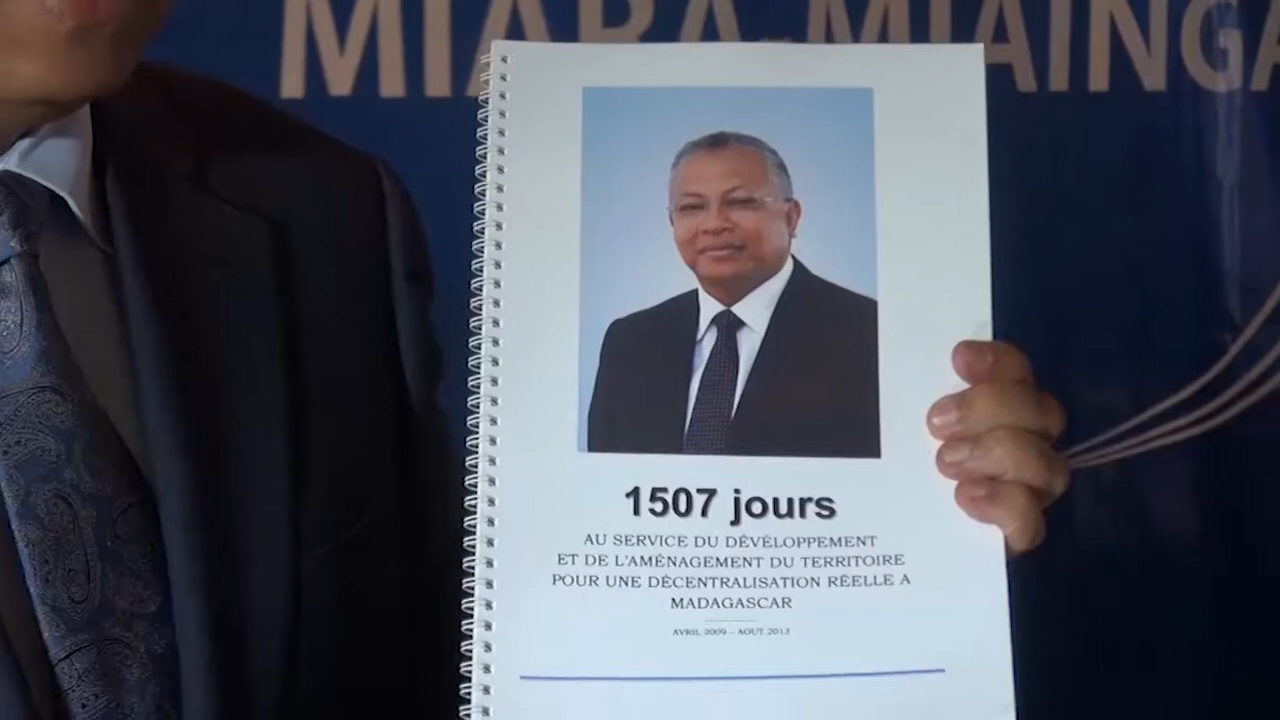 MIARA-MIAINGA
1507 jours
AU SERVICE DU DÉVÉLOPPEMENT
ET DE L'AMÉNAGEMENT DU TERRITOIRE
POUR UNE DÉCENTRALISATION RÉELLE A
MADAGASCAR
AVRIL 2009 – AOUT 2013